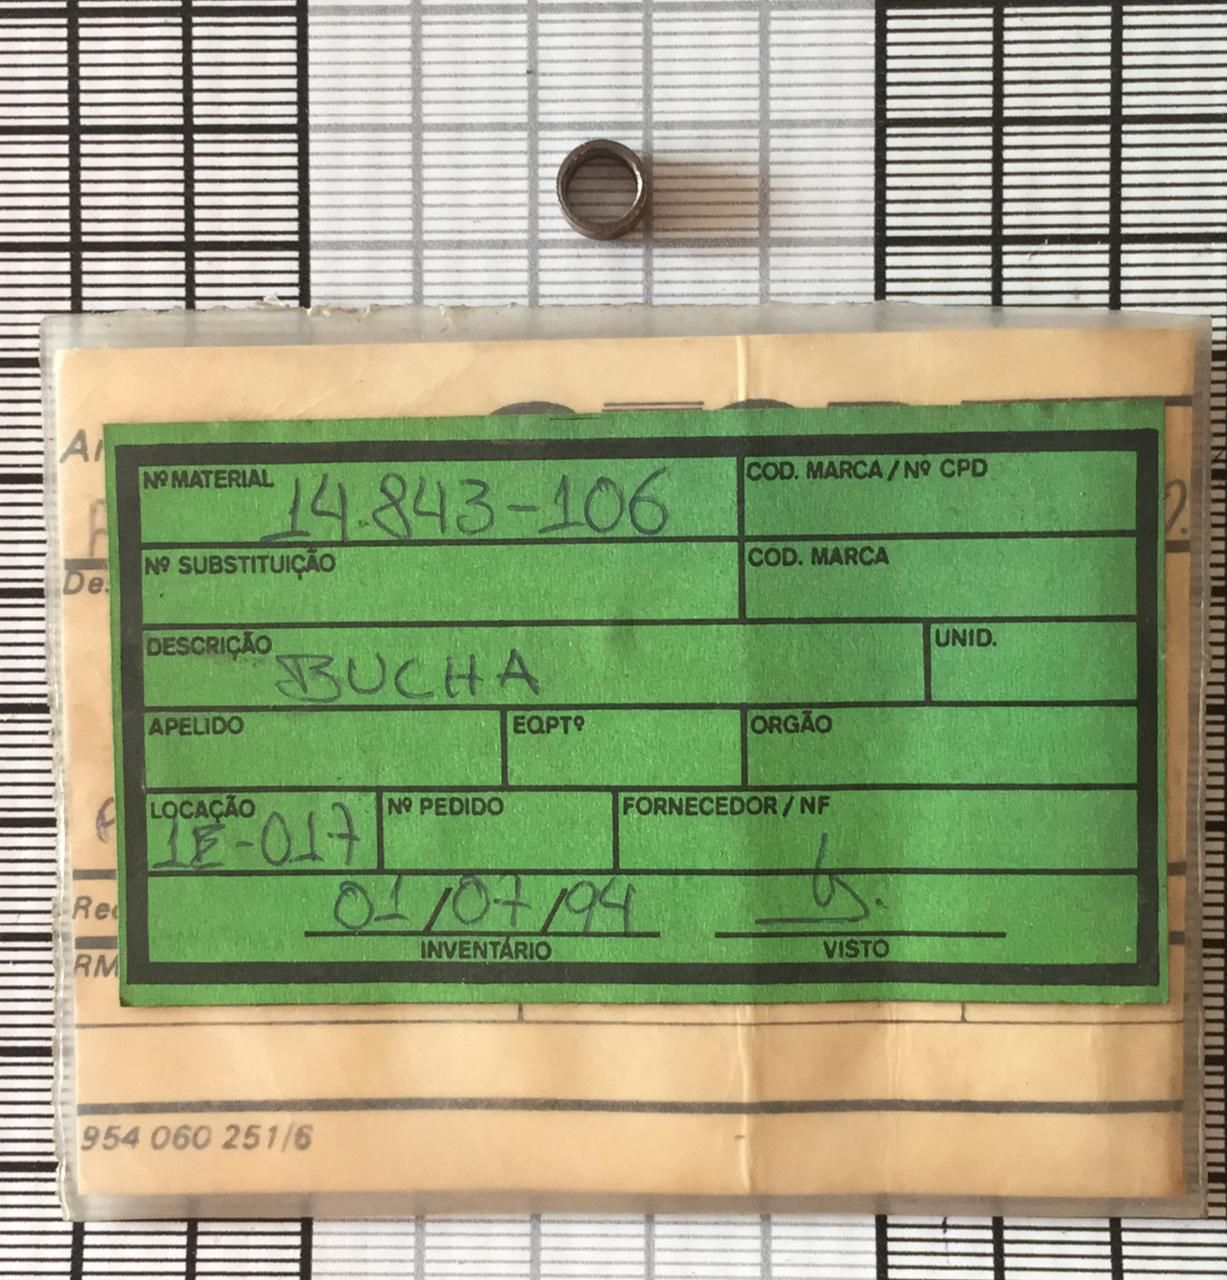 Nº MATERIAL 14.843-106 COD. MARCA / Nº CPD
Nº SUBSTITUIÇÃO COD. MARCA
DESCRIÇÃO BUCHA UNID.
APELIDO EQPTº ORGÃO
LOCAÇÃO 1E-017 Nº PEDIDO FORNECEDOR / NF
01/07/94
INVENTÁRIO VISTO
RM
954 060 251/6